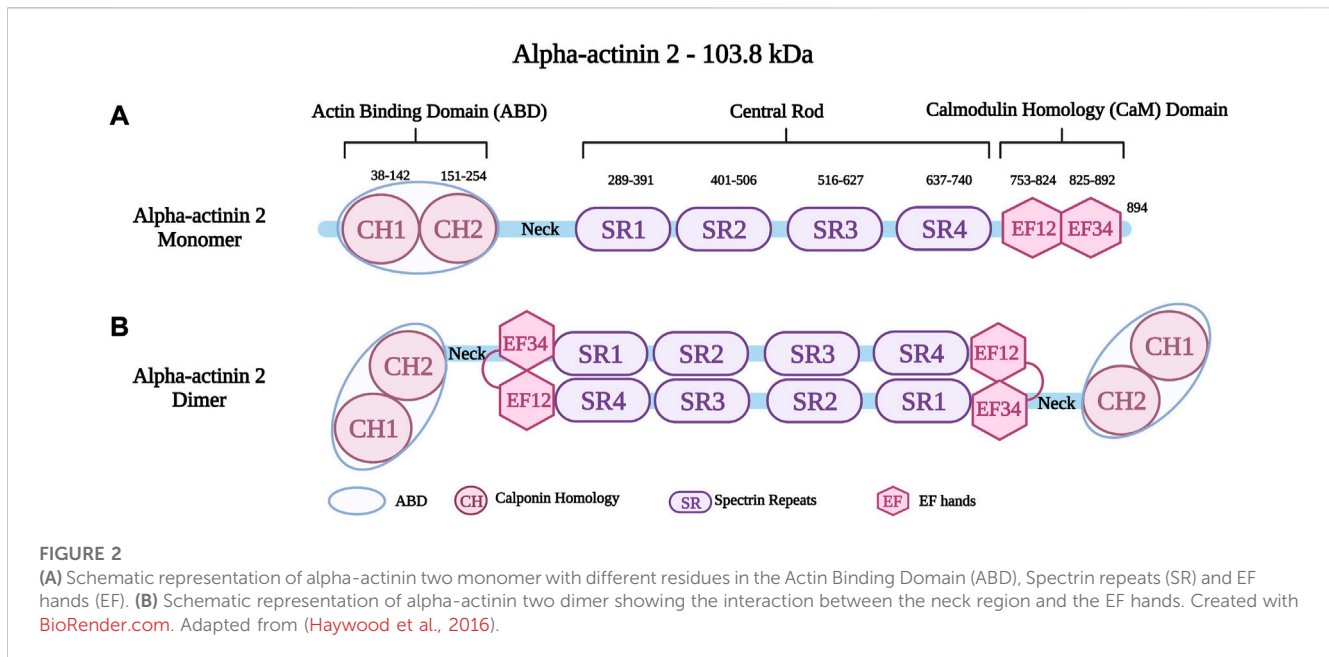 Alpha-actinin 2 - 103.8 kDa
A
Actin Binding Domain (ABD)
Central Rod
Calmodulin Homology (CaM) Domain
38-142
151-254
289-391
401-506
516-627
637-740
753-824
825-892
894
Alpha-actinin 2
Monomer
CH1
CH2
Neck
SR1
SR2
SR3
SR4
EF12
EF34
B
Alpha-actinin 2
Dimer
CH2
CH1
Neck
EF34
SR1
SR2
SR3
SR4
EF12
EF12
SR4
SR3
SR2
SR1
EF34
Neck
CH1
CH2
ABD
CH
Calponin Homology
SR
Spectrin Repeats
EF
EF hands
FIGURE 2
(A) Schematic representation of alpha-actinin two monomer with different residues in the Actin Binding Domain (ABD), Spectrin repeats (SR) and EF
hands (EF). (B) Schematic representation of alpha-actinin two dimer showing the interaction between the neck region and the EF hands. Created with
BioRender.com. Adapted from (Haywood et al., 2016).